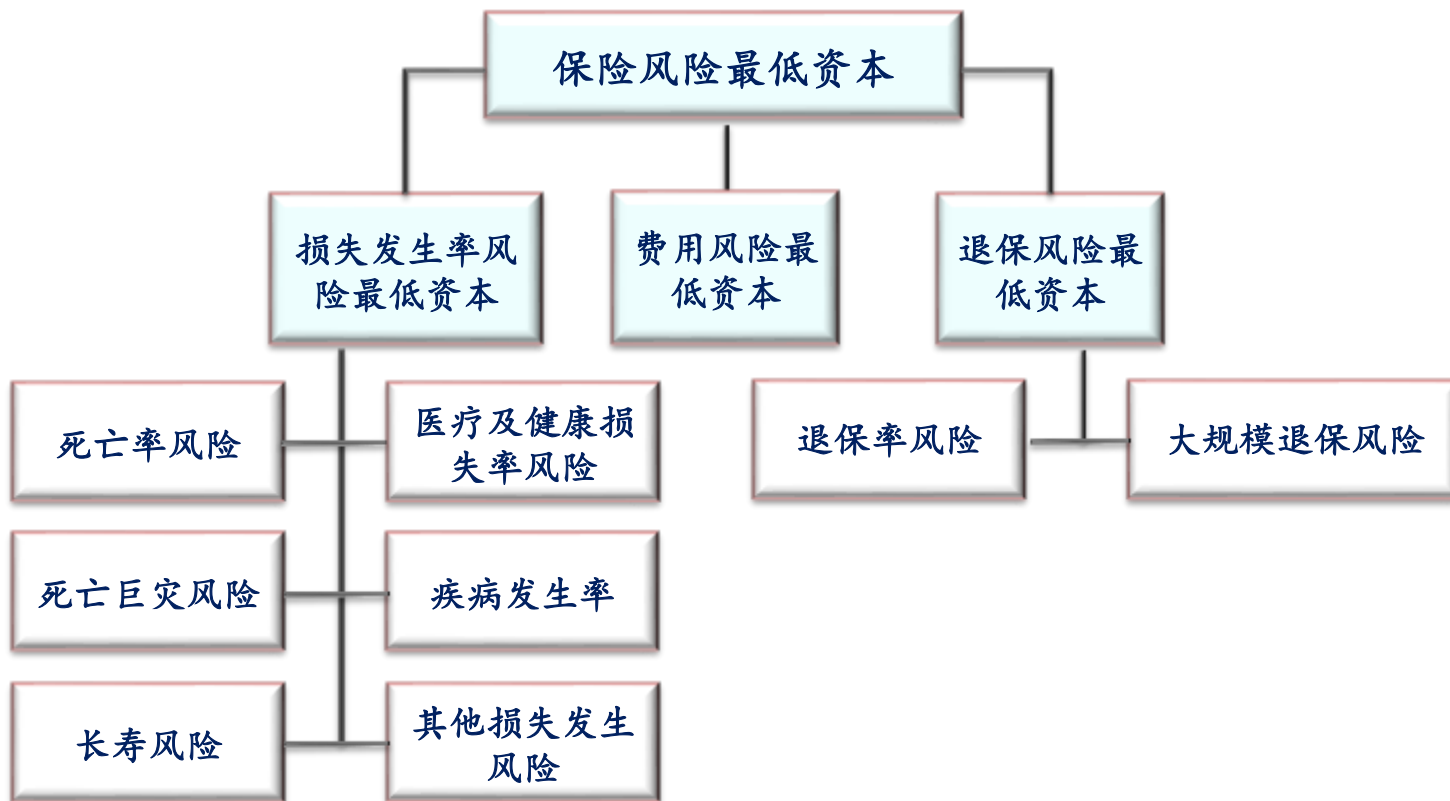 保险风险最低资本
损失发生率风
险最低资本
费用风险最
低资本
退保风险最
低资本
死亡率风险
医疗及健康损
失率风险
退保率风险
大规模退保风险
死亡巨灾风险
疾病发生率
长寿风险
其他损失发生
风险